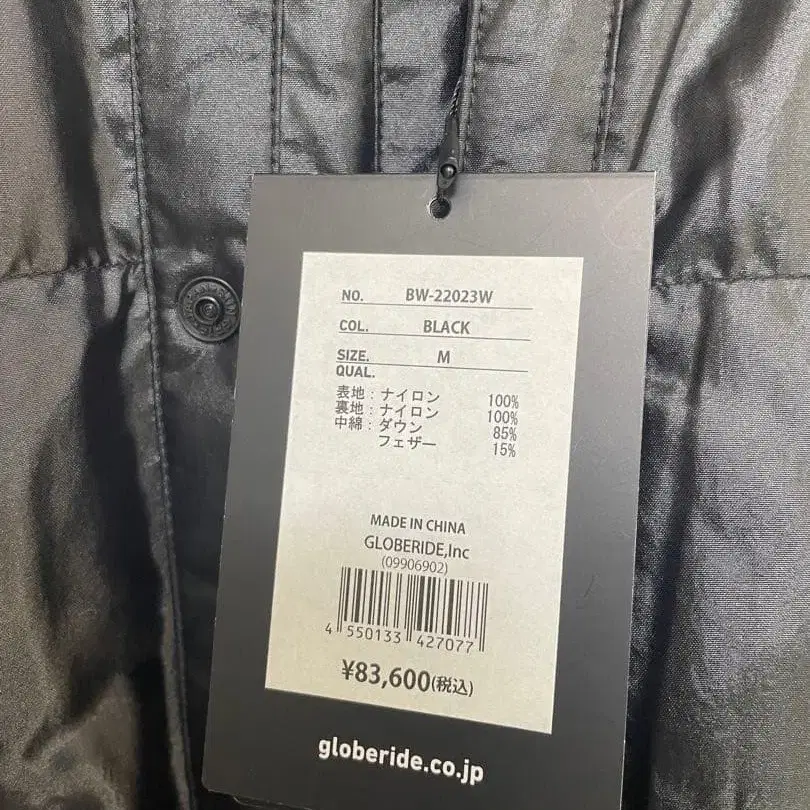 NO. BW-22023W
COL. BLACK
SIZE. M
QUAL.
表地：ナイロン 100%
裏地：ナイロン 100%
中綿：ダウン 85%
フェザー 15%
MADE IN CHINA
GLOBERIDE,Inc
(09906902)
4 550133 427077
¥83,600(税込)
globeride.co.jp